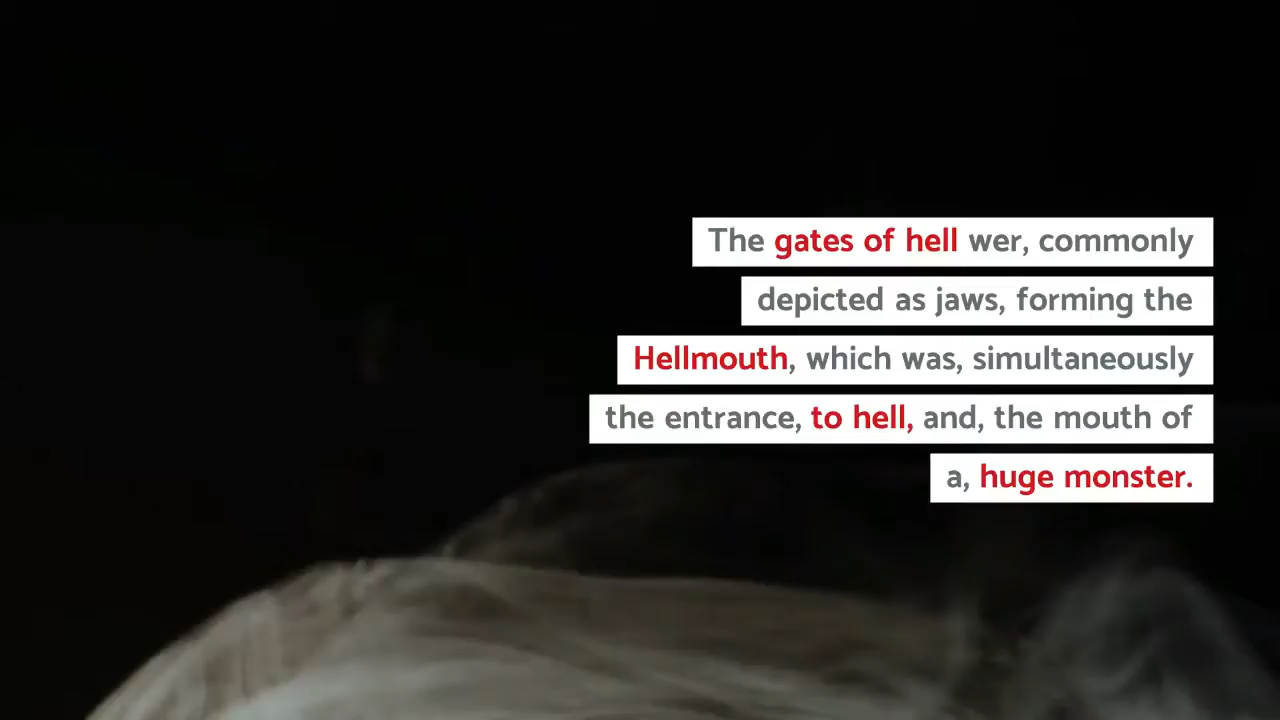 The gates of hell wer, commonly
depicted as jaws, forming the
Hellmouth, which was, simultaneously
the entrance, to hell, and, the mouth of
a, huge monster.